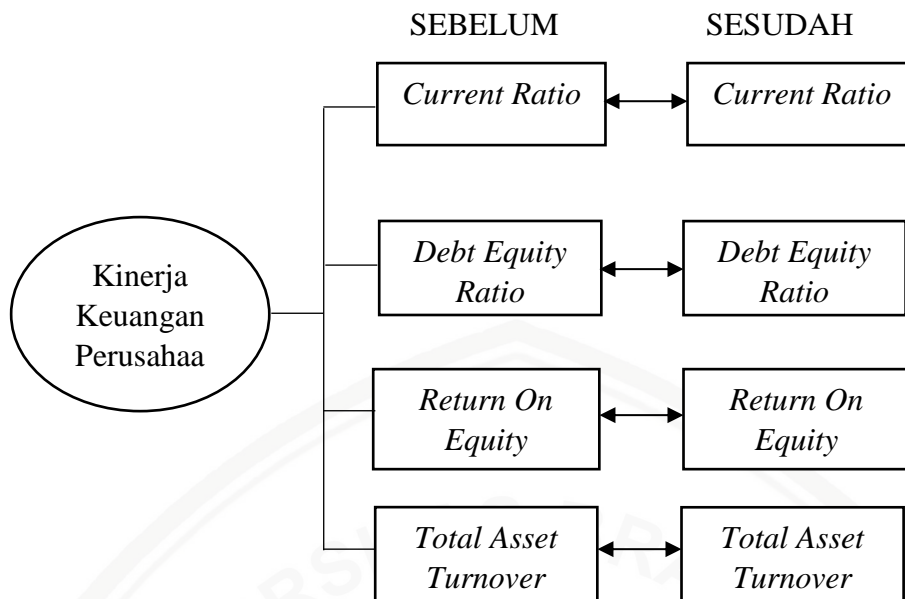 SEBELUM SESUDAH
Current Ratio Current Ratio
Debt Equity Debt Equity
Ratio Ratio
Kinerja
Keuangan
Perusahaa
Return On Return On
Equity Equity
Total Asset Total Asset
Turnover Turnover